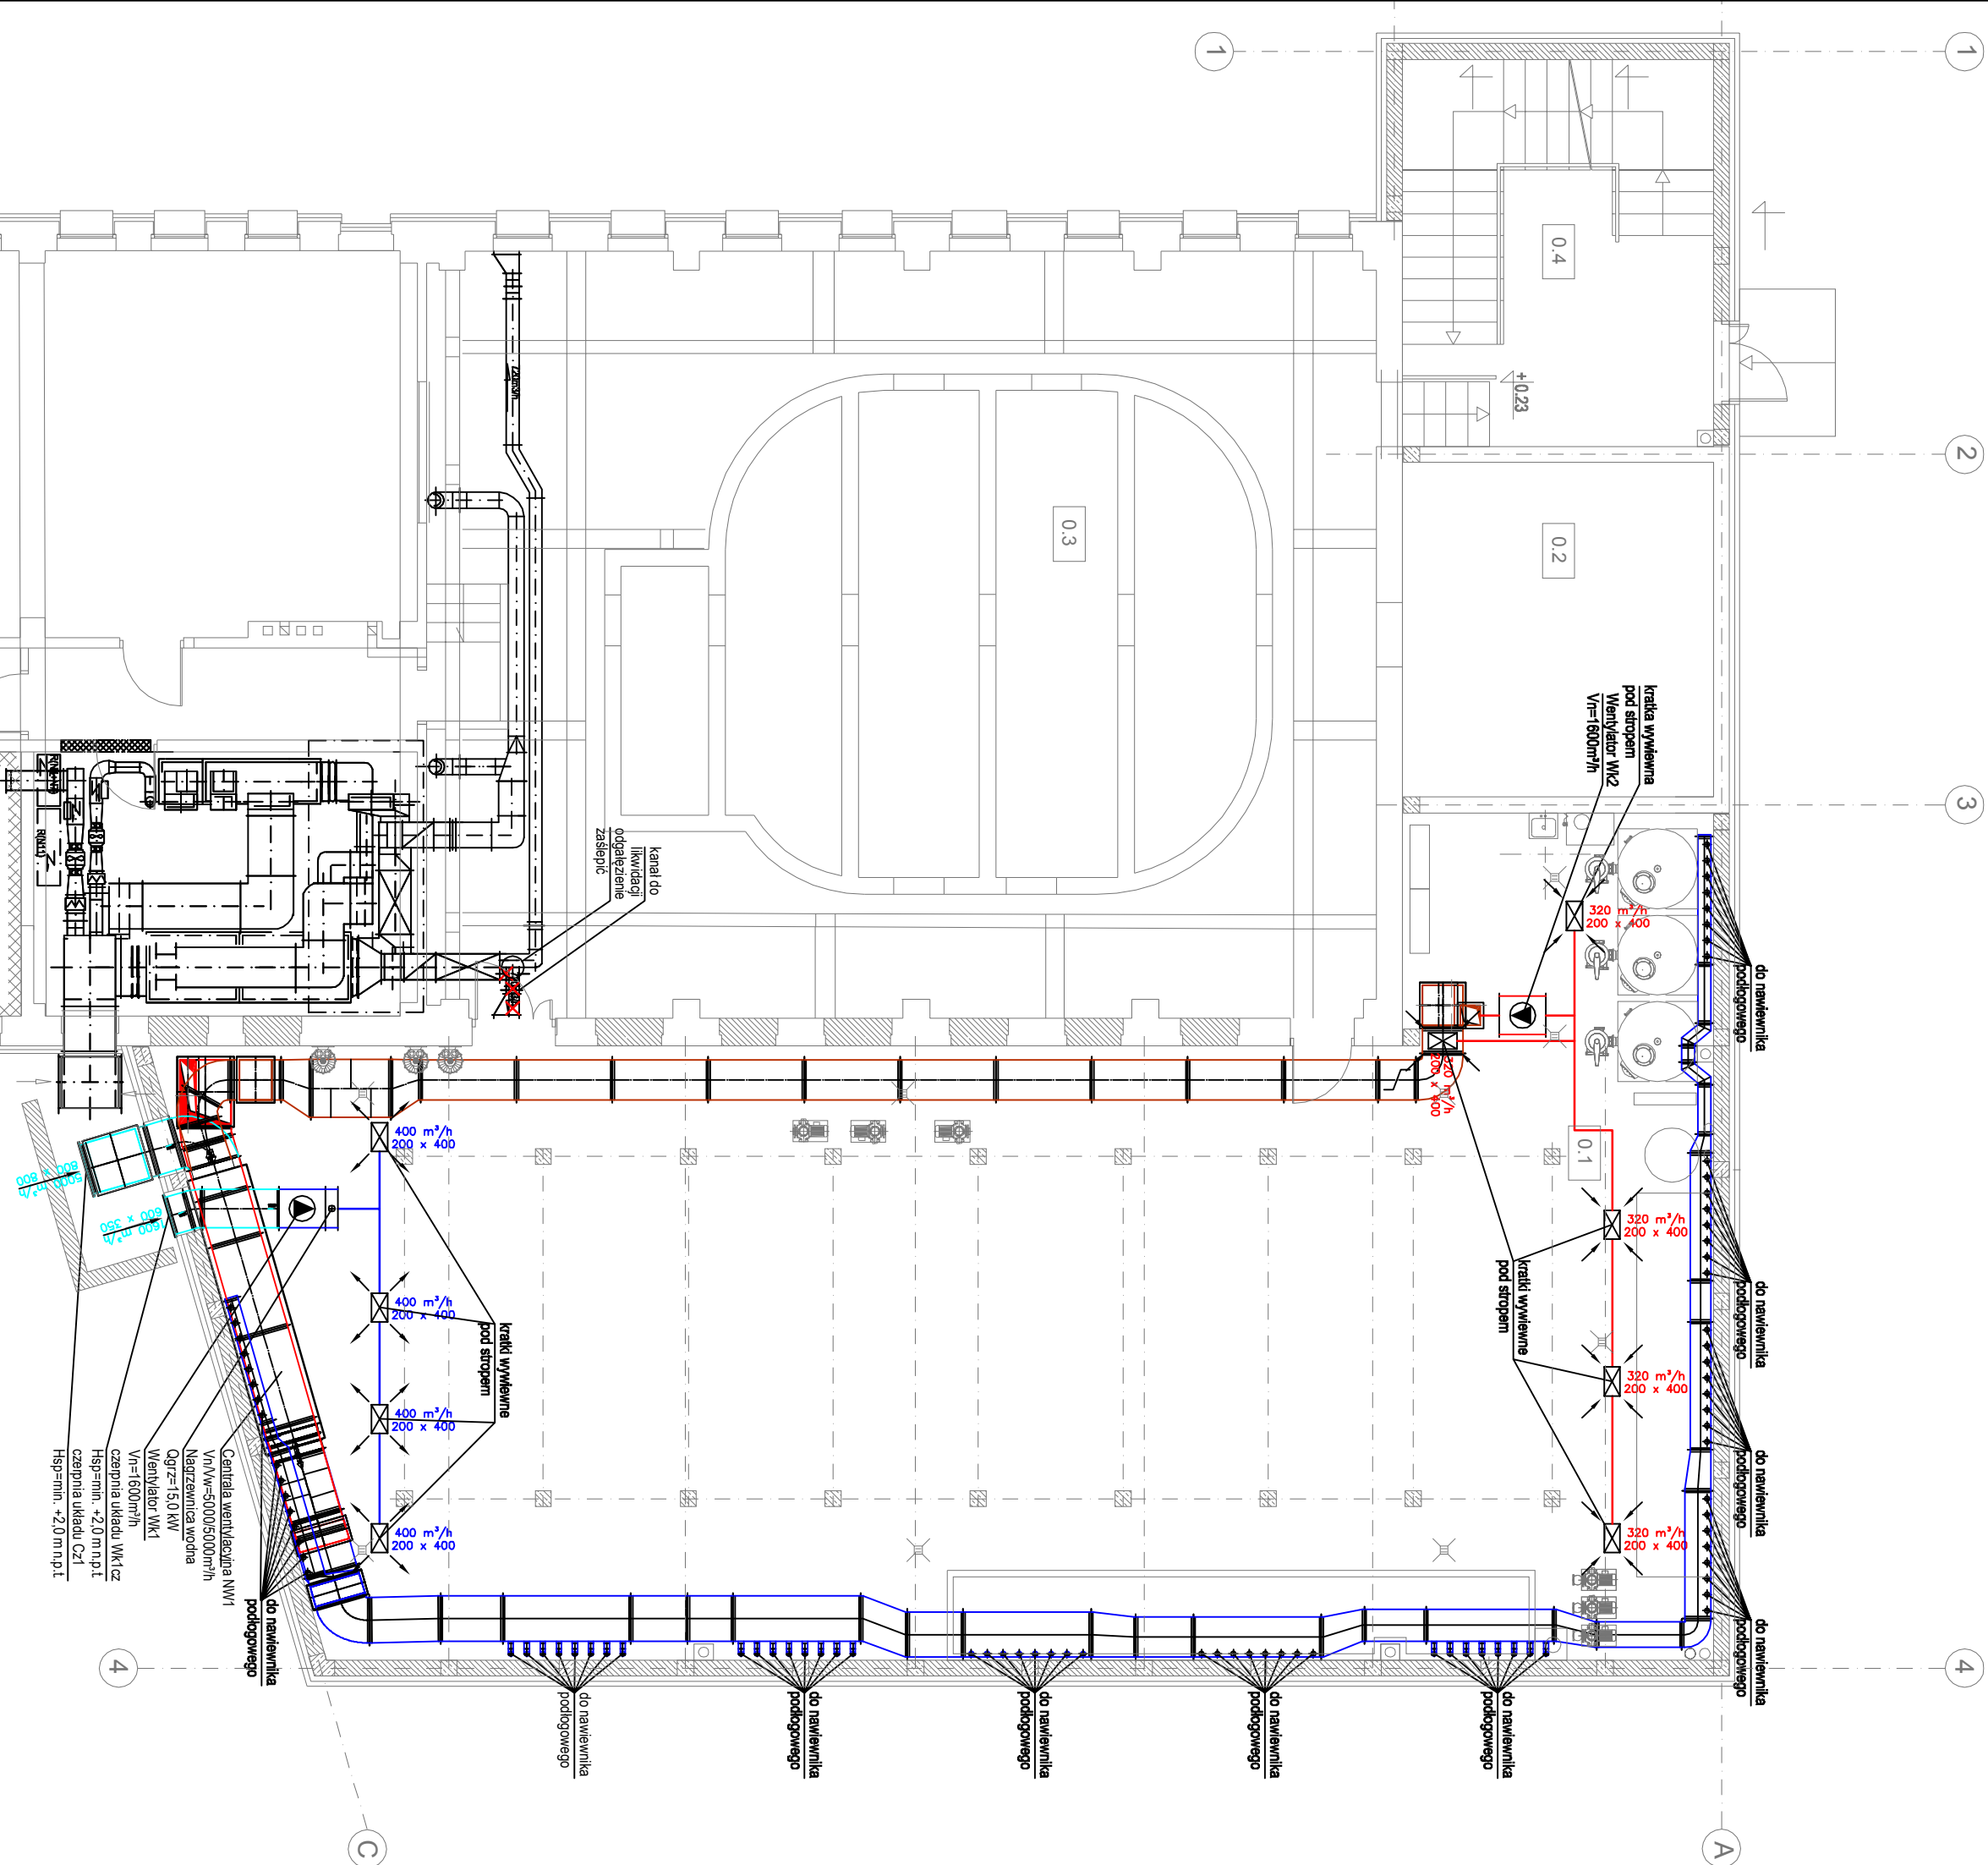 1
1
2
3
4
4
A
C
0.4
+0.23
0.2
0.3
0.1
kratka wywiewna
pod stropem
Wentylator Wk2
Vn=1600m³/h
kanał do
likwidacji
odgałęzienie
zaślepić
320 m³/h
200 x 400
320 m³/h
200 x 400
320 m³/h
200 x 400
320 m³/h
200 x 400
320 m³/h
200 x 400
kratki wywiewne
pod stropem
400 m³/h
200 x 400
400 m³/h
200 x 400
400 m³/h
200 x 400
400 m³/h
200 x 400
kratki wywiewne
pod stropem
5000 m³/h
800 x 800
1600 m³/h
600 x 350
do nawiewnika
podłogowego
do nawiewnika
podłogowego
do nawiewnika
podłogowego
do nawiewnika
podłogowego
do nawiewnika
podłogowego
do nawiewnika
podłogowego
do nawiewnika
podłogowego
do nawiewnika
podłogowego
do nawiewnika
podłogowego
do nawiewnika
podłogowego
Centrala wentylacyjna NW1
Vn/Vw=5000/5000m³/h
Nagrzewnica wodna
Qgrz=15,0 kW
Wentylator Wk1
Vn=1600m³/h
czerpnia układu Wk1cz
Hsp=min. +2,0 m n.p.t
czerpnia układu Cz1
Hsp=min. +2,0 m n.p.t